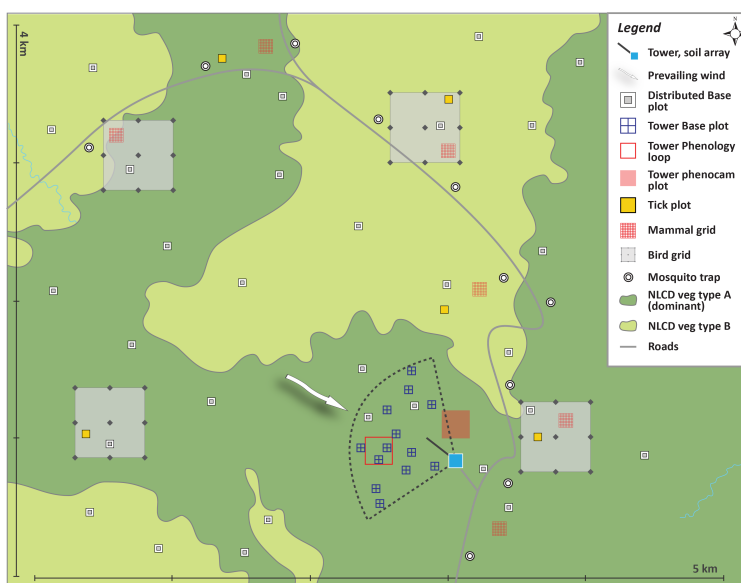 4 km
Legend
Tower, soil array
Prevailing wind
Distributed Base
plot
Tower Base plot
Tower Phenology
loop
Tower phenocam
plot
Tick plot
Mammal grid
Bird grid
Mosquito trap
NLCD veg type A
(dominant)
NLCD veg type B
Roads
5 km